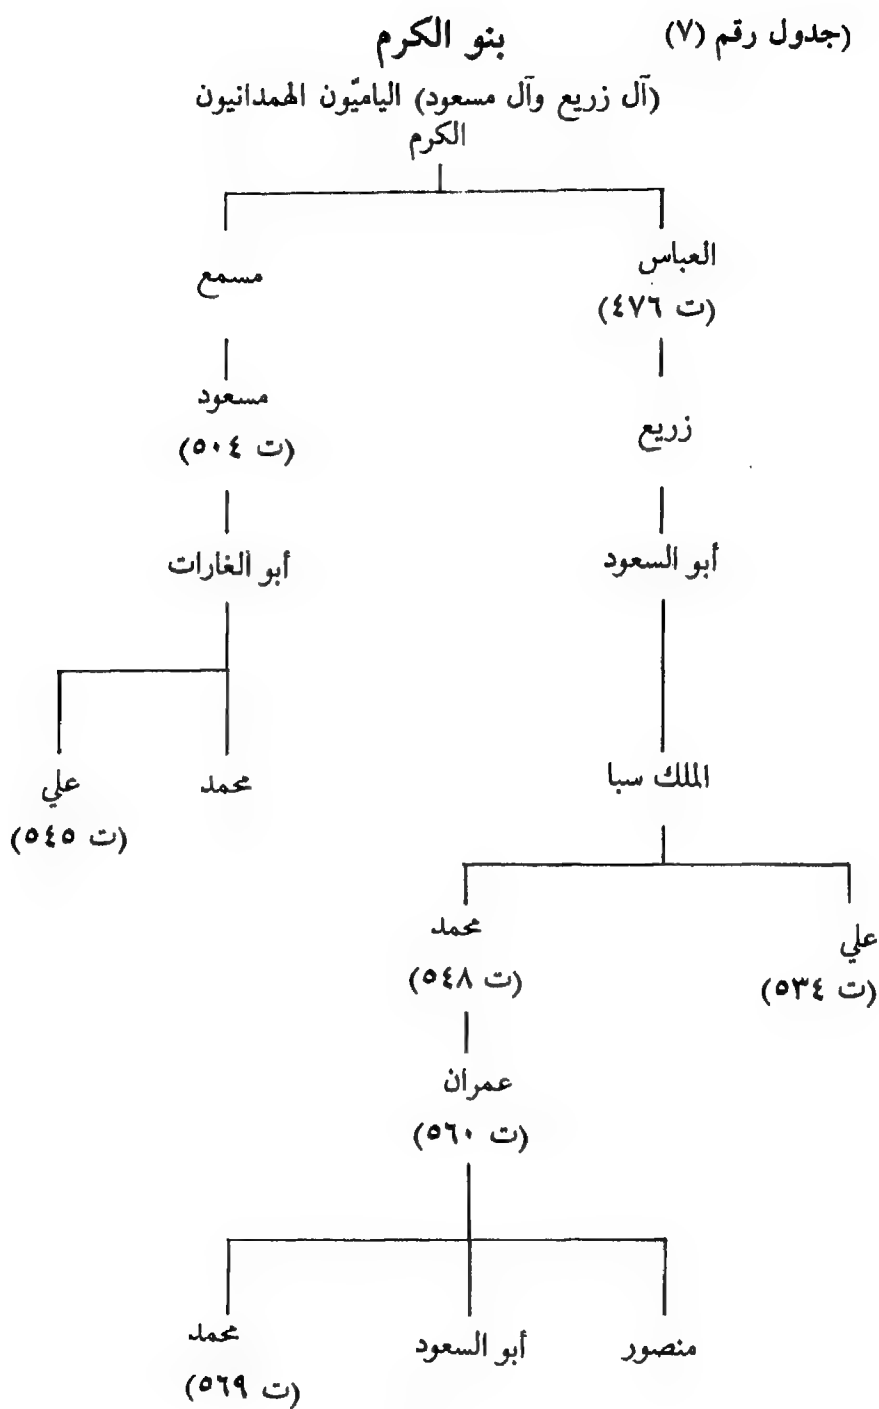 (جدول رقم (٧) بنو الكرم
(آل زريع وآل مسعود) الياميّون الهمدانيون
الكرم
العباس
(ت ٤٧٦)
مسمع
زريع
مسعود
(ت ٥٠٤)
أبو السعود
أبو الغارات
الملك سبا
محمد
علي
(ت ٥٤٥)
علي
(ت ٥٣٤)
محمد
(ت ٥٤٨)
عمران
(ت ٥٦٠)
منصور
أبو السعود
محمد
(ت ٥٦٩)